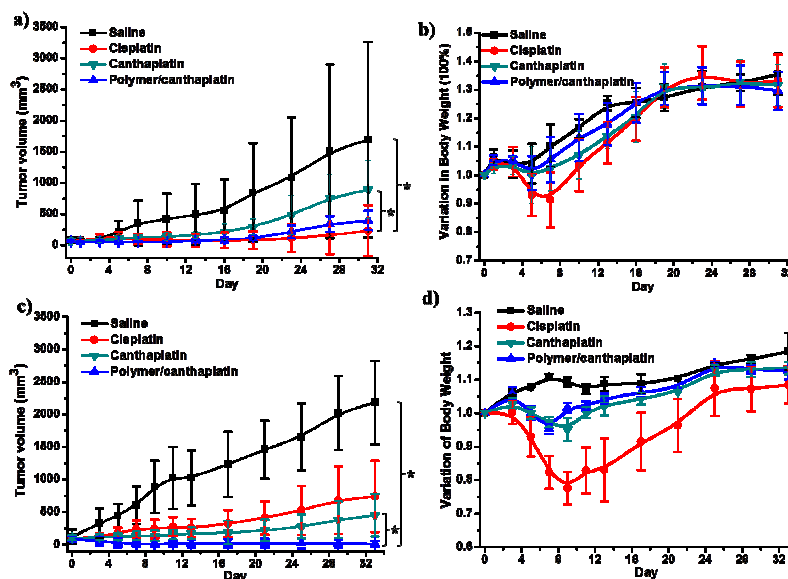 a)
3500
3000
2500
2000
1500
1000
500
0
Tumor volume (mm³)
Saline
Cisplatin
Canthaplatin
Polymer/canthaplatin
*
*
0 4 8 12 16 20 24 28 32
Day
b)
1.6
1.5
1.4
1.3
1.2
1.1
1.0
0.9
0.8
0.7
Variation in Body Weight (100%)
Saline
Cisplatin
Canthaplatin
Polymer/canthaplatin
0 4 8 12 16 20 24 28 32
Day
c)
3500
3000
2500
2000
1500
1000
500
0
Tumor volume (mm³)
Saline
Cisplatin
Canthaplatin
Polymer/canthaplatin
*
*
0 4 8 12 16 20 24 28 32
Day
d)
1.4
1.3
1.2
1.1
1.0
0.9
0.8
0.7
0.6
Variation of Body Weight
Saline
Cisplatin
Canthaplatin
Polymer/canthaplatin
0 4 8 12 16 20 24 28 32
Day